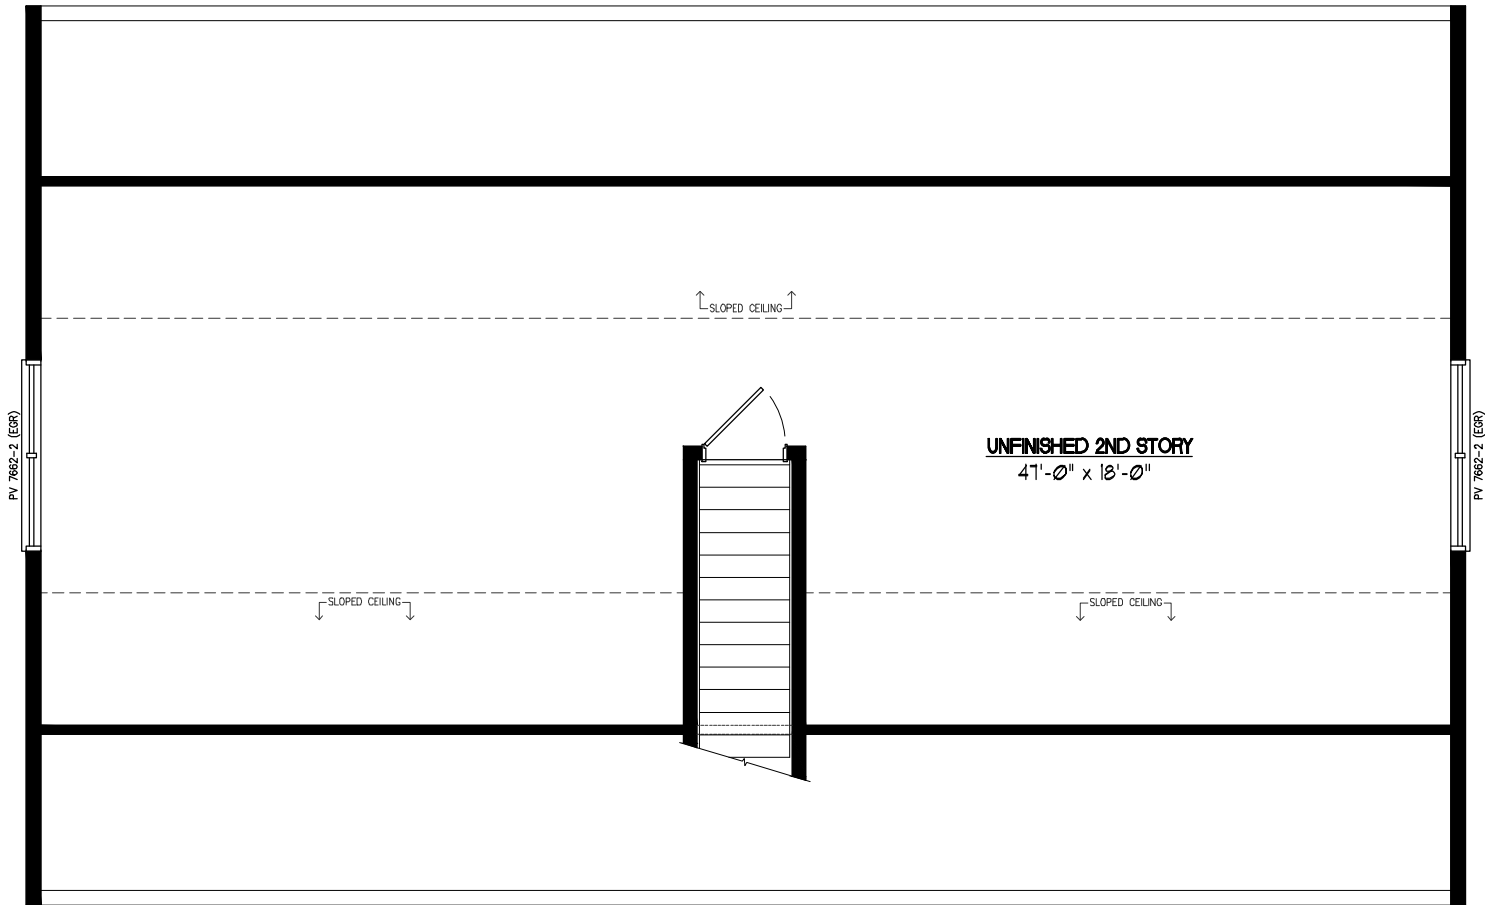 SLOPED CEILING
PV 7662-2 (EGR)
UNFINISHED 2ND STORY
47'-0" x 18'-0"
PV 7662-2 (EGR)
SLOPED CEILING
SLOPED CEILING